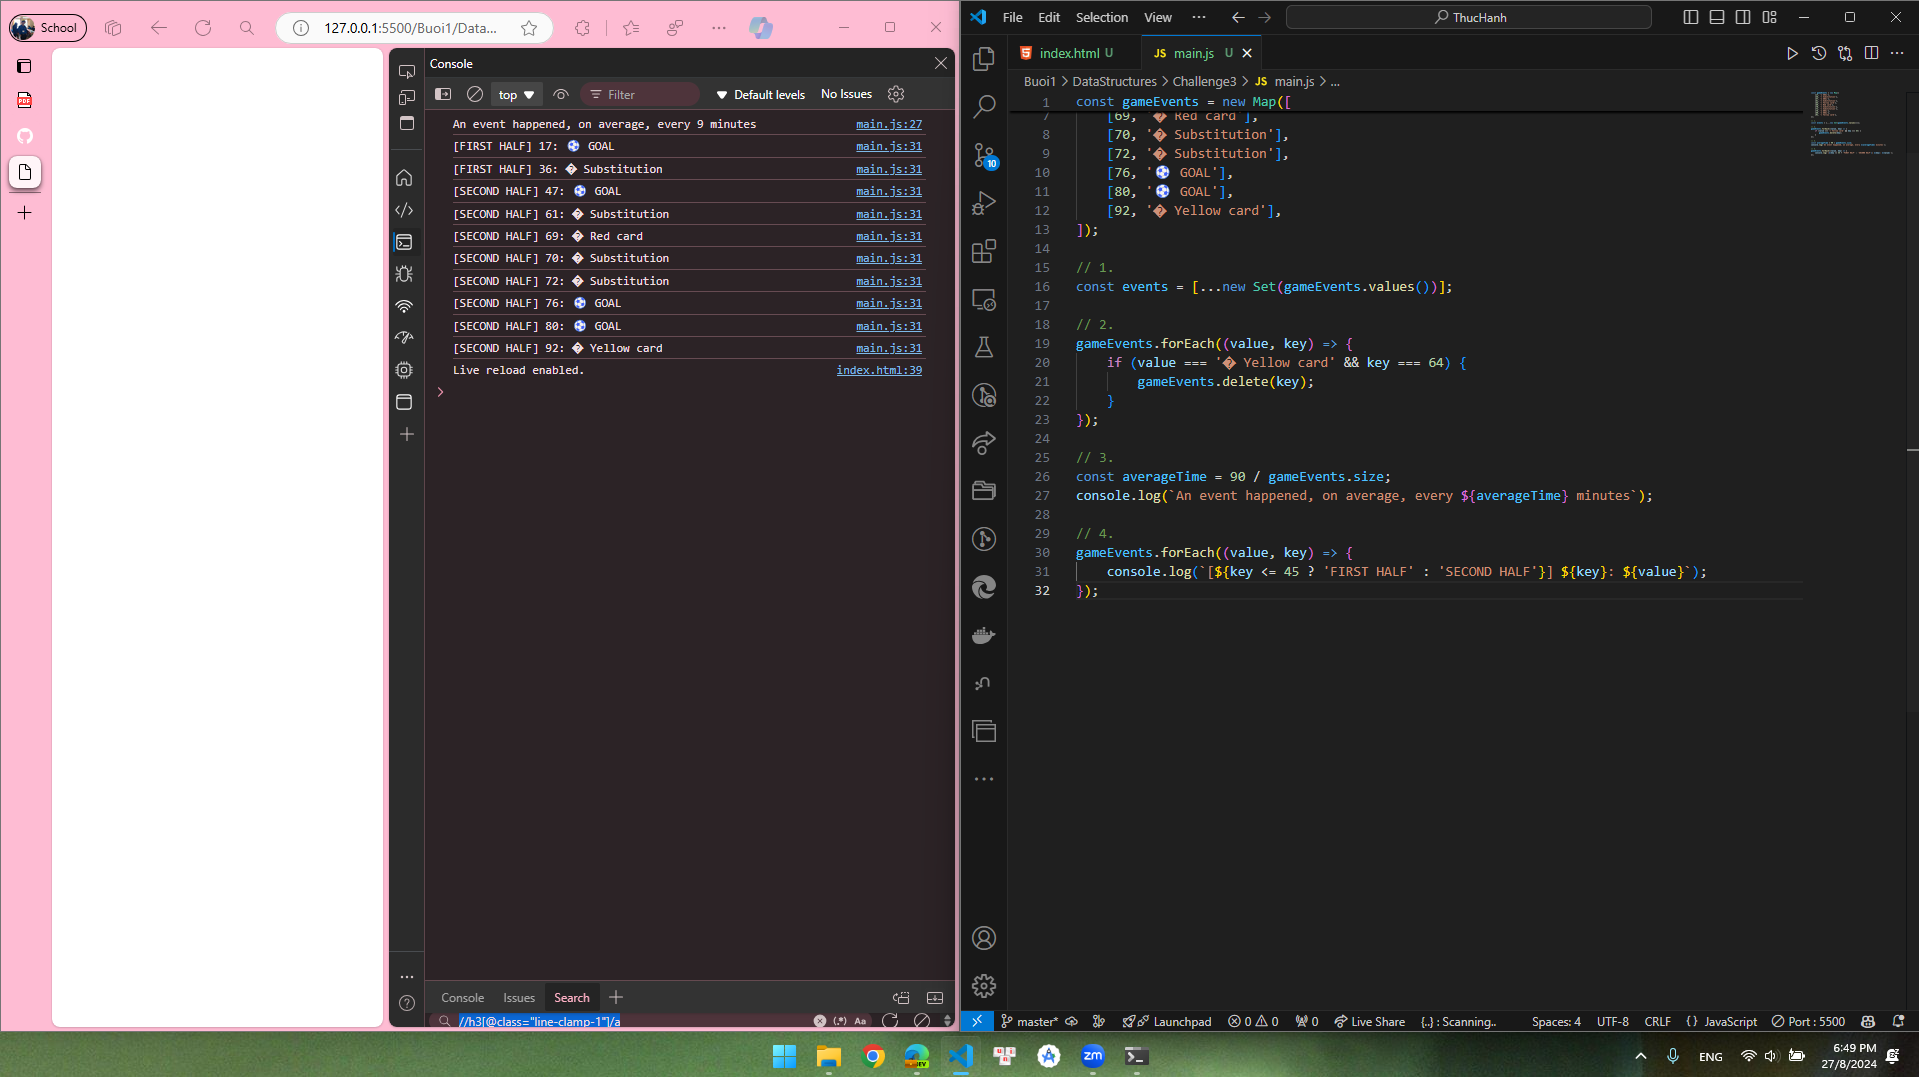 School
127.0.0.1:5500/Buoi1/Data...
Console
top
Filter
Default levels
No Issues
An event happened, on average, every 9 minutes main.js:27
[FIRST HALF] 17: ⚽ GOAL main.js:31
[FIRST HALF] 36: � Substitution main.js:31
[SECOND HALF] 47: ⚽ GOAL main.js:31
[SECOND HALF] 61: � Substitution main.js:31
[SECOND HALF] 69: � Red card main.js:31
[SECOND HALF] 70: � Substitution main.js:31
[SECOND HALF] 72: � Substitution main.js:31
[SECOND HALF] 76: ⚽ GOAL main.js:31
[SECOND HALF] 80: ⚽ GOAL main.js:31
[SECOND HALF] 92: � Yellow card main.js:31
Live reload enabled. index.html:39
Console Issues Search
//h3[@class="line-clamp-1"]/a
(.*) Aa
File Edit Selection View ThucHanh
index.html U
JS main.js U
Buoi1 > DataStructures > Challenge3 > JS main.js > ...
1 const gameEvents = new Map([
7 [69, '� Red card'],
8 [70, '� Substitution'],
9 [72, '� Substitution'],
10 [76, '⚽ GOAL'],
11 [80, '⚽ GOAL'],
12 [92, '� Yellow card'],
13 ]);
14
15 // 1.
16 const events = [...new Set(gameEvents.values())];
17
18 // 2.
19 gameEvents.forEach((value, key) => {
20 if (value === '� Yellow card' && key === 64) {
21 gameEvents.delete(key);
22 }
23 });
24
25 // 3.
26 const averageTime = 90 / gameEvents.size;
27 console.log(`An event happened, on average, every ${averageTime} minutes`);
28
29 // 4.
30 gameEvents.forEach((value, key) => {
31 console.log(`[${key <= 45 ? 'FIRST HALF' : 'SECOND HALF'}] ${key}: ${value}`);
32 });
10
master* Launchpad 0 0 0 Live Share {..} : Scanning.. Spaces: 4 UTF-8 CRLF {} JavaScript Port : 5500
zm
ENG
6:49 PM
27/8/2024